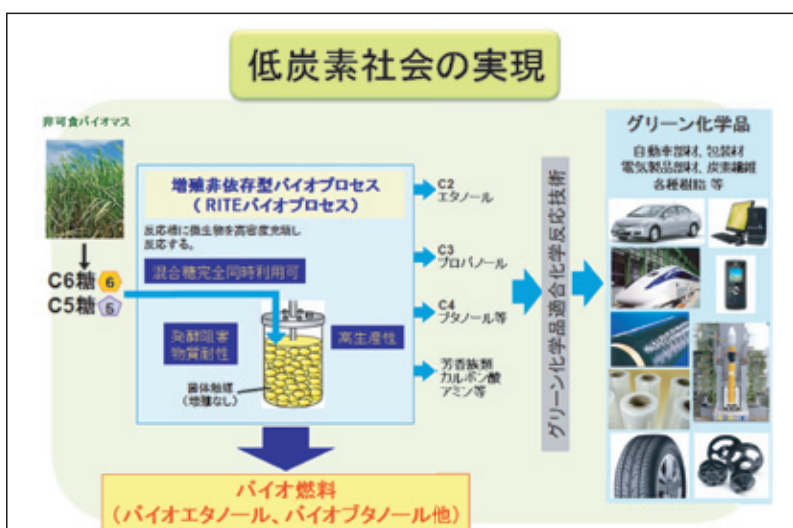 低炭素社会の実現
非可食バイオマス
C6糖 6
C5糖 5
増殖非依存型バイオプロセス
(RITEバイオプロセス)
反応槽に微生物を高密度充填し
反応する。
混合糖完全同時利用可
発酵阻害
物質耐性
高生産性
菌体触媒
(増殖なし)
C2
エタノール
C3
プロパノール
C4
ブタノール等
芳香族類
カルボン酸
アミン等
グリーン化学品適合化学反応技術
グリーン化学品
自動車部材、包装材
電気製品部材、炭素繊維
各種樹脂 等
バイオ燃料
(バイオエタノール、バイオブタノール他)